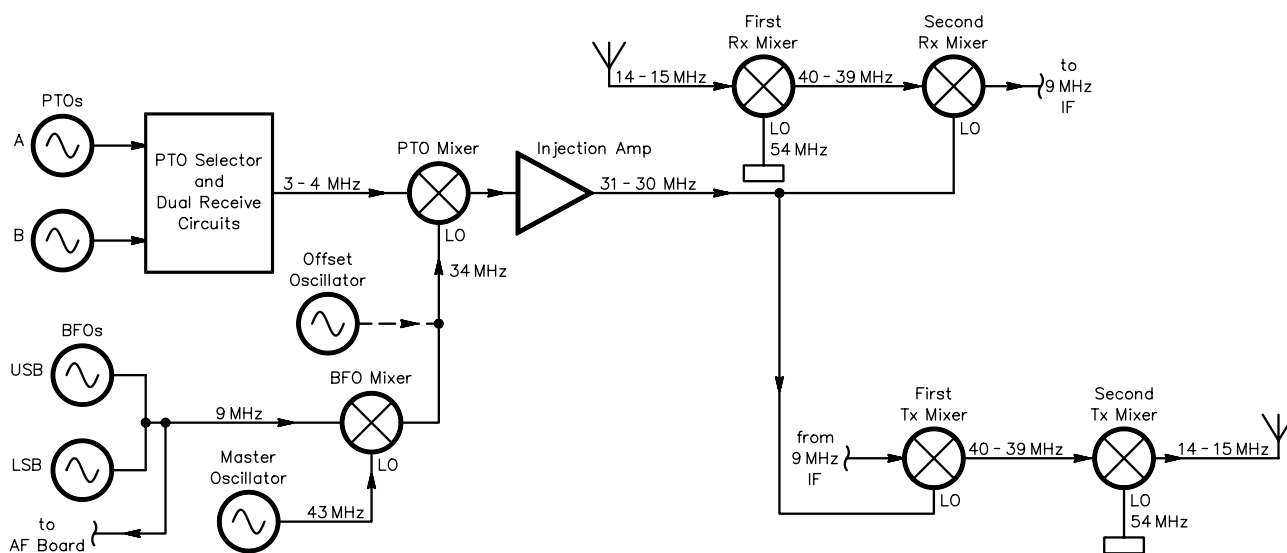 First
Rx Mixer
Second
Rx Mixer
14 - 15 MHz
40 - 39 MHz
to
9 MHz
IF
LO
54 MHz
LO
PTOs
A
B
PTO Selector
and
Dual Receive
Circuits
3 - 4 MHz
PTO Mixer
LO
Injection Amp
31 - 30 MHz
Offset
Oscillator
34 MHz
BFOs
USB
LSB
9 MHz
BFO Mixer
LO
Master
Oscillator
43 MHz
to
AF Board
First
Tx Mixer
Second
Tx Mixer
from
9 MHz
IF
40 - 39 MHz
14 - 15 MHz
LO
LO
54 MHz